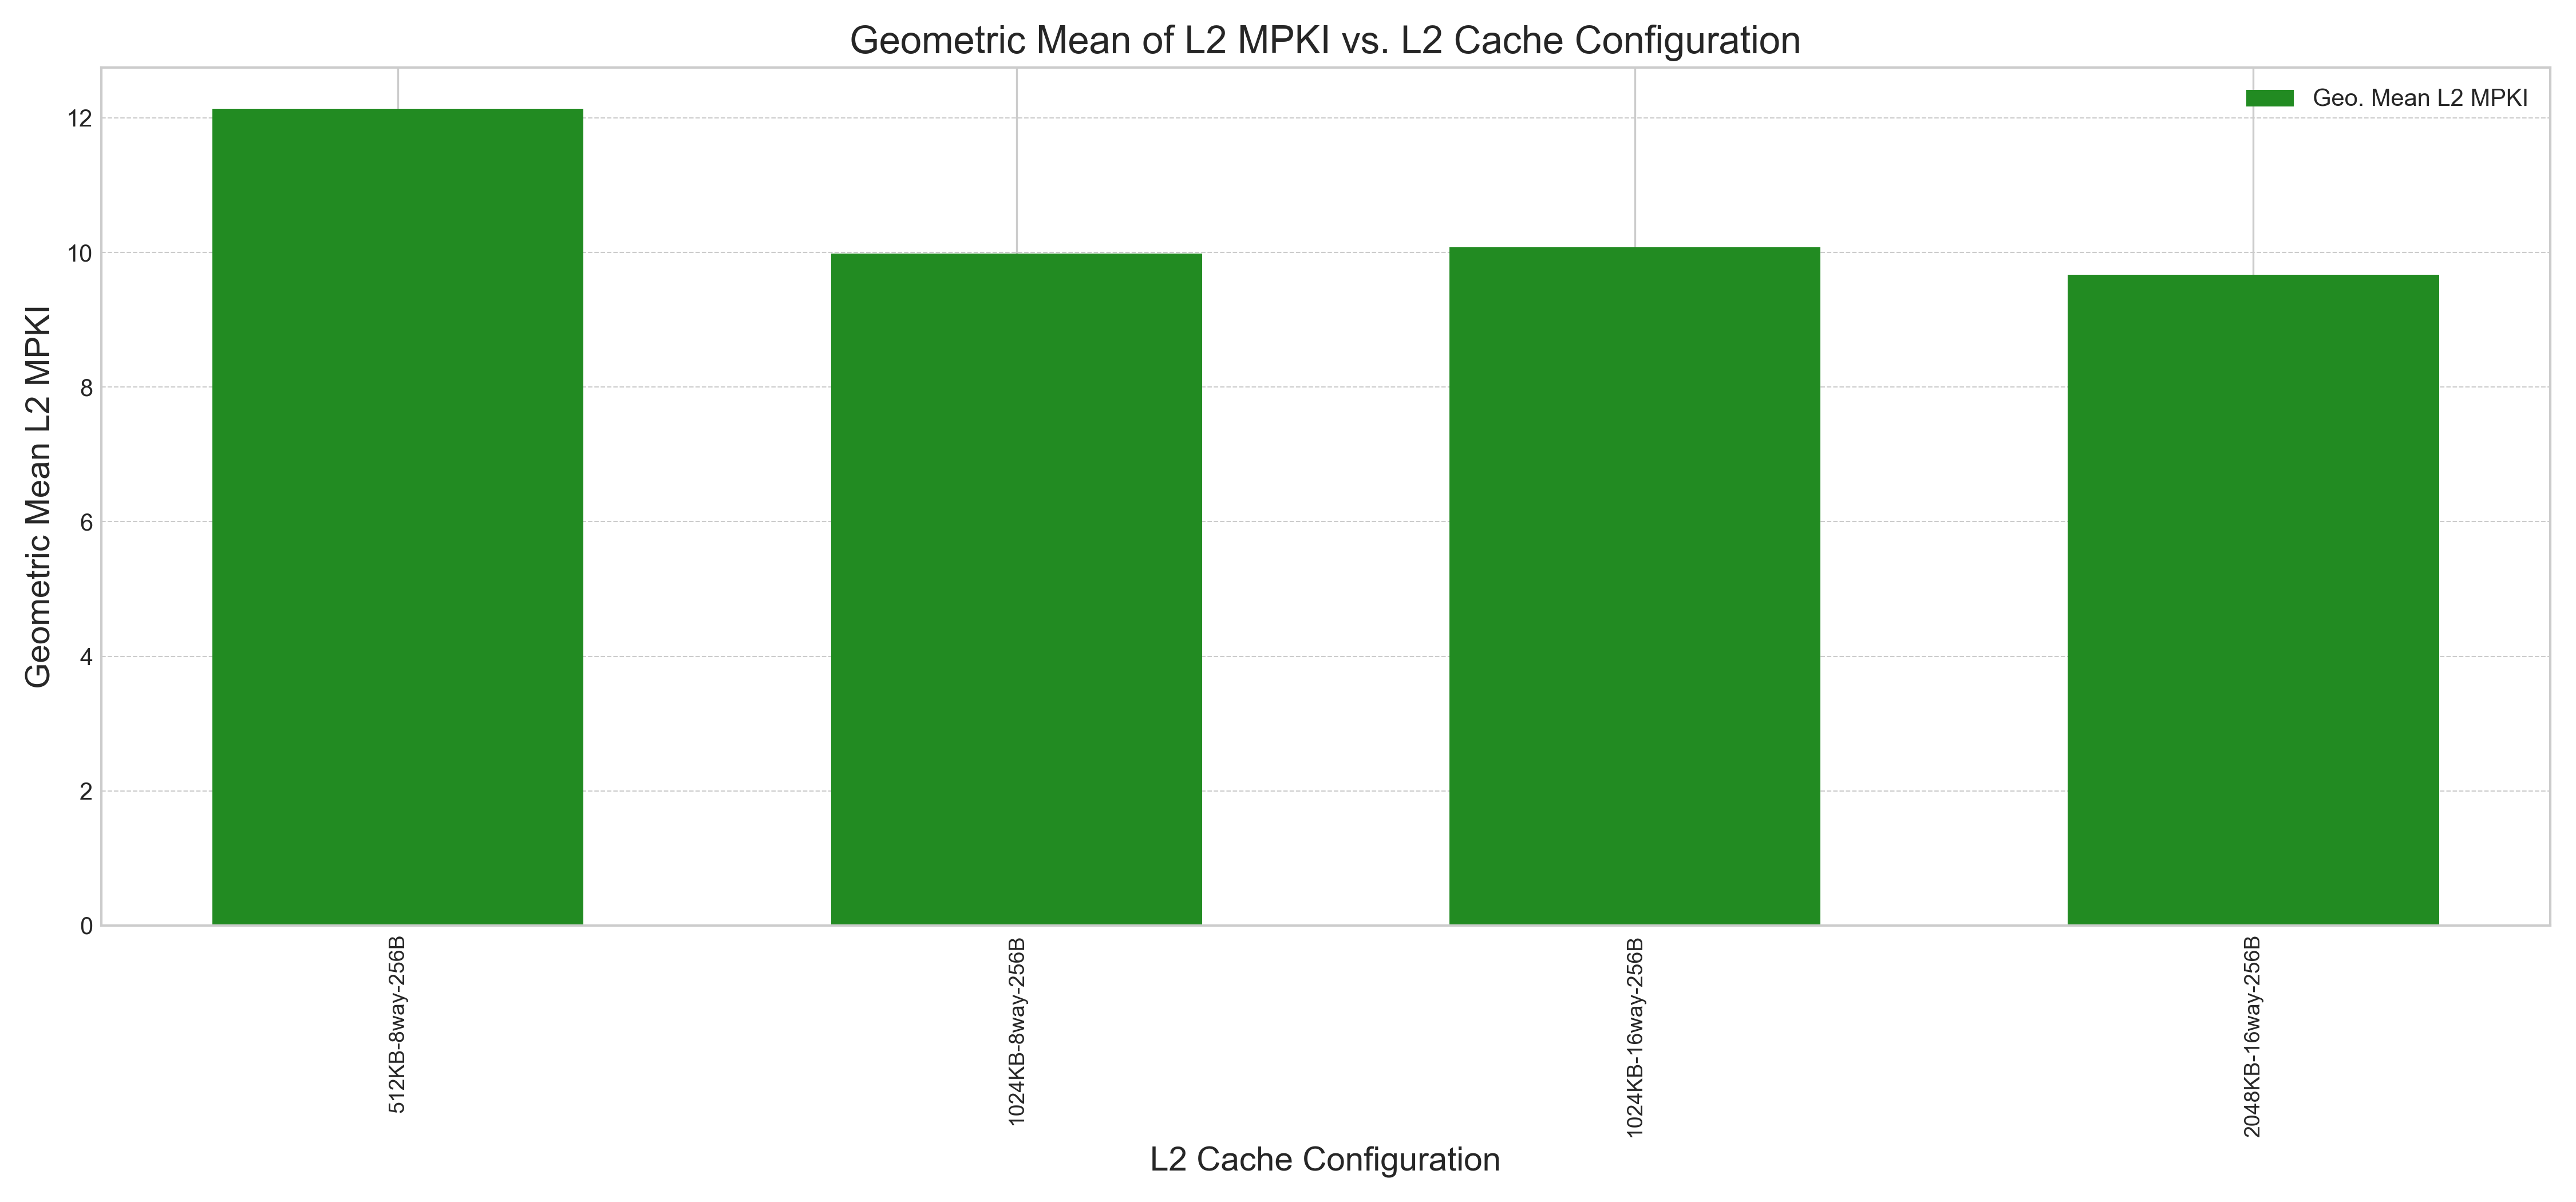 Geometric Mean of L2 MPKI vs. L2 Cache Configuration
Geo. Mean L2 MPKI
Geometric Mean L2 MPKI
12
10
8
6
4
2
0
512KB-8way-256B
1024KB-8way-256B
1024KB-16way-256B
2048KB-16way-256B
L2 Cache Configuration